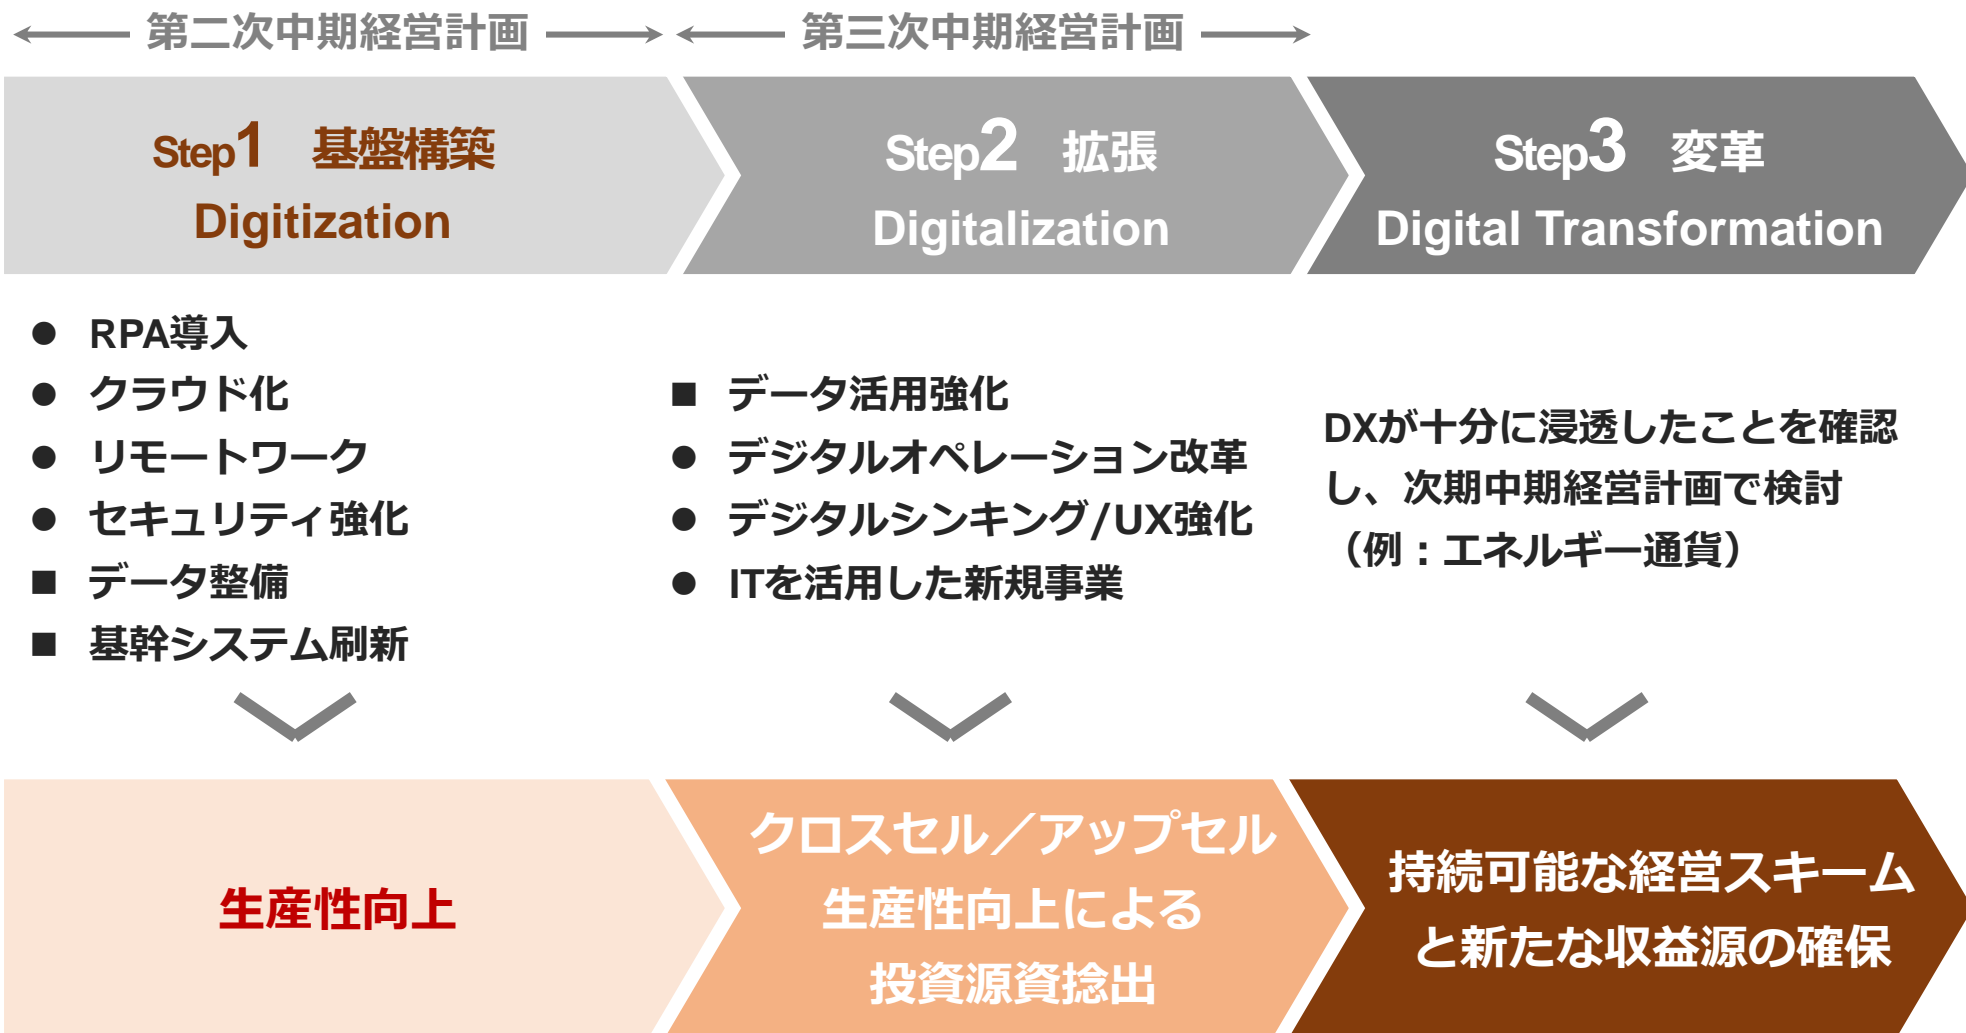 第二次中期経営計画
第三次中期経営計画
Step1 基盤構築
Digitization
Step2 拡張
Digitalization
Step3 変革
Digital Transformation
● RPA導入
● クラウド化
● リモートワーク
● セキュリティ強化
■ データ整備
■ 基幹システム刷新
■ データ活用強化
● デジタルオペレーション改革
● デジタルシンキング/UX強化
● ITを活用した新規事業
DXが十分に浸透したことを確認
し、次期中期経営計画で検討
（例：エネルギー通貨）
生産性向上
クロスセル／アップセル
生産性向上による
投資源資捻出
持続可能な経営スキーム
と新たな収益源の確保